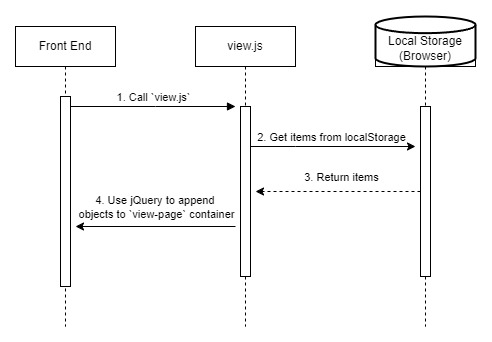 Front End
view.js
Local Storage
(Browser)
1. Call `view.js`
2. Get items from localStorage
3. Return items
4. Use jQuery to append
objects to `view-page` container